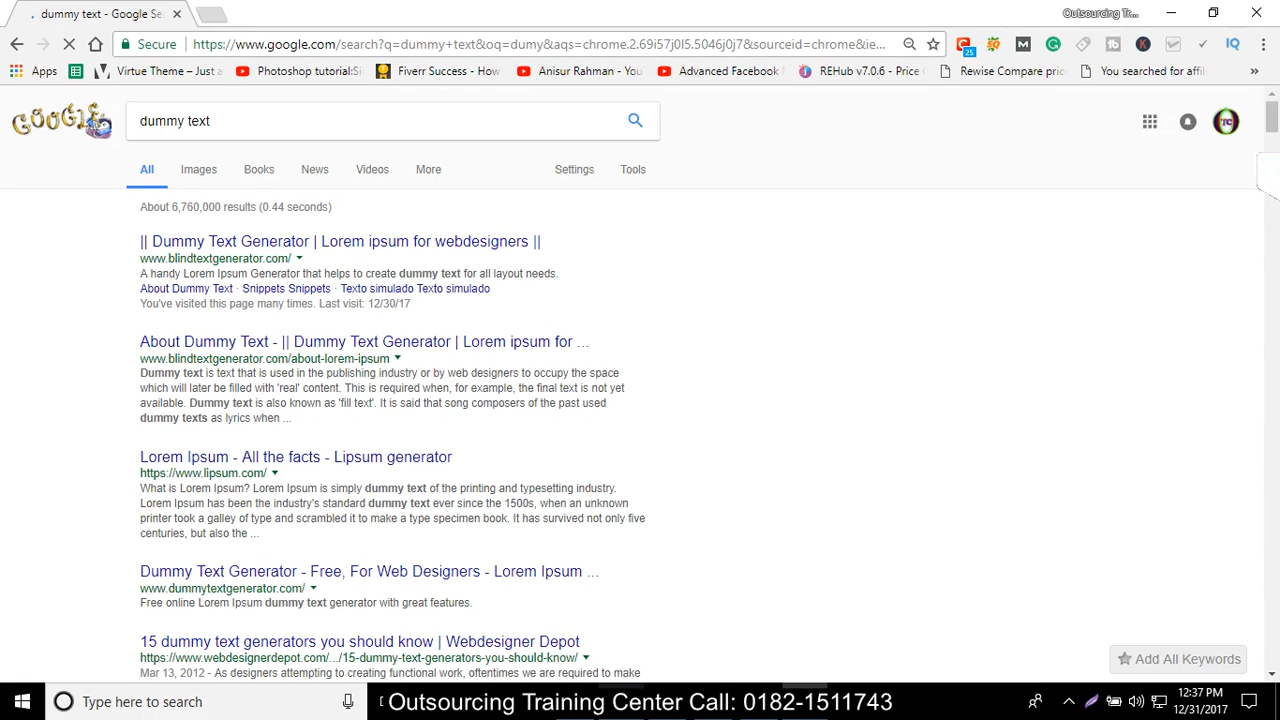 dummy text - Google Se
Outsourcing Tr...
Secure
https://www.google.com/search?q=dummy+text&oq=dumy&aqs=chrome.2.69i57j0l5.5046j0j7&sourceid=chrome&ie...
25
IQ
Apps
Virtue Theme – Just a
Photoshop tutorial:Si
Fiverr Success - How
Anisur Rahman - You
Advanced Facebook
REHub v7.0.6 - Price C
Rewise Compare pric
You searched for affil
»
GOOGLE
dummy text
TC
All
Images
Books
News
Videos
More
Settings
Tools
About 6,760,000 results (0.44 seconds)
|| Dummy Text Generator | Lorem ipsum for webdesigners ||
www.blindtextgenerator.com/
A handy Lorem Ipsum Generator that helps to create dummy text for all layout needs.
About Dummy Text · Snippets Snippets · Texto simulado Texto simulado
You've visited this page many times. Last visit: 12/30/17
About Dummy Text - || Dummy Text Generator | Lorem ipsum for ...
www.blindtextgenerator.com/about-lorem-ipsum
Dummy text is text that is used in the publishing industry or by web designers to occupy the space
which will later be filled with 'real' content. This is required when, for example, the final text is not yet
available. Dummy text is also known as 'fill text'. It is said that song composers of the past used
dummy texts as lyrics when ...
Lorem Ipsum - All the facts - Lipsum generator
https://www.lipsum.com/
What is Lorem Ipsum? Lorem Ipsum is simply dummy text of the printing and typesetting industry.
Lorem Ipsum has been the industry's standard dummy text ever since the 1500s, when an unknown
printer took a galley of type and scrambled it to make a type specimen book. It has survived not only five
centuries, but also the ...
Dummy Text Generator - Free, For Web Designers - Lorem Ipsum ...
www.dummytextgenerator.com/
Free online Lorem Ipsum dummy text generator with great features.
15 dummy text generators you should know | Webdesigner Depot
https://www.webdesignerdepot.com/.../15-dummy-text-generators-you-should-know/
Mar 13, 2012 - As designers attempting to creating functional work, oftentimes we are required to make
Add All Keywords
Type here to search
[ Outsourcing Training Center Call: 0182-1511743
12:37 PM
12/31/2017